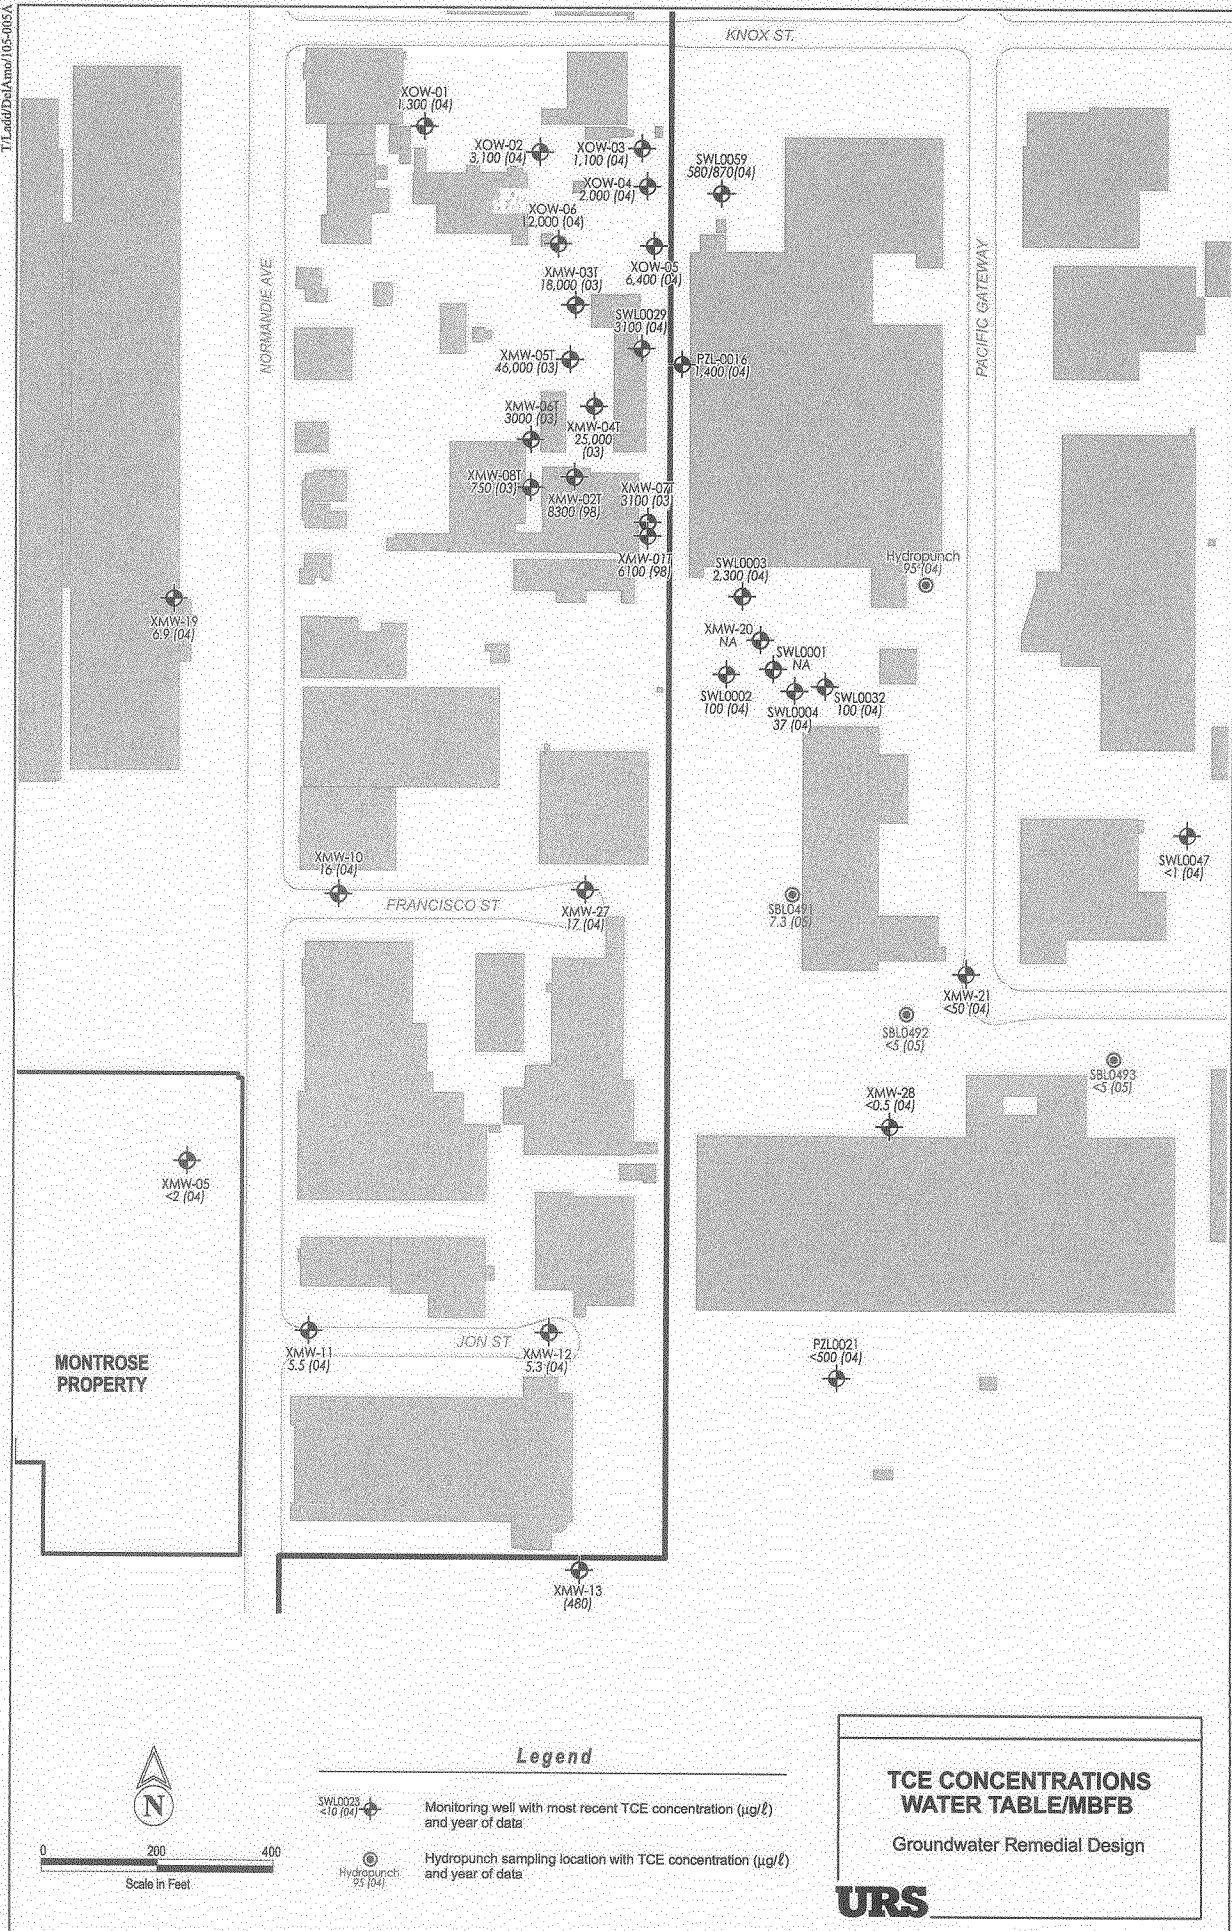 T/Ladd/DelAmo/105-005A
KNOX ST.
XOW-01
1,300 (04)
XOW-02
3,100 (04)
XOW-03
1,100 (04)
SWL0059
580/870(04)
XOW-04
2,000 (04)
XOW-06
12,000 (04)
XOW-05
6,400 (04)
NORMANDIE AVE
PACIFIC GATEWAY
XMW-03T
18,000 (03)
SWL0029
3100 (04)
XMW-05T
46,000 (03)
PZL-0016
1,400 (04)
XMW-06T
3000 (03)
XMW-04T
25,000
(03)
XMW-08T
750 (03)
XMW-02T
8300 (98)
XMW-07T
3100 (03)
XMW-01T
6100 (98)
SWL0003
2,300 (04)
Hydropunch
95 (04)
XMW-19
6.9 (04)
XMW-20
NA
SWL0001
NA
SWL0002
100 (04)
SWL0004
37 (04)
SWL0032
100 (04)
SWL0047
<1 (04)
XMW-10
16 (04)
FRANCISCO ST
XMW-27
17 (04)
SBL0491
7.3 (05)
XMW-21
<50 (04)
SBL0492
<5 (05)
SBL0493
<5 (05)
XMW-28
<0.5 (04)
XMW-05
<2 (04)
MONTROSE
PROPERTY
XMW-11
5.5 (04)
JON ST
XMW-12
5.3 (04)
PZL0021
<500 (04)
XMW-13
(480)
N
0 200 400
Scale in Feet
Legend
SWL0023
<10 (04)
Monitoring well with most recent TCE concentration (µg/ℓ)
and year of data
Hydropunch
95 (04)
Hydropunch sampling location with TCE concentration (µg/ℓ)
and year of data
TCE CONCENTRATIONS
WATER TABLE/MBFB
Groundwater Remedial Design
URS